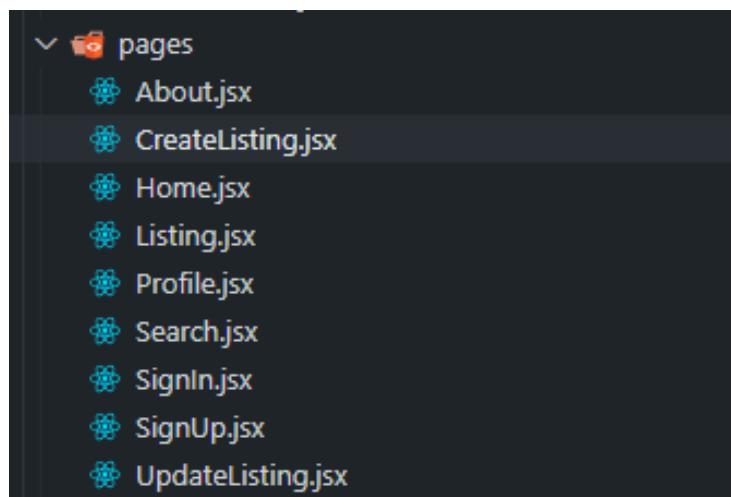 pages
About.jsx
CreateListing.jsx
Home.jsx
Listing.jsx
Profile.jsx
Search.jsx
SignIn.jsx
SignUp.jsx
UpdateListing.jsx